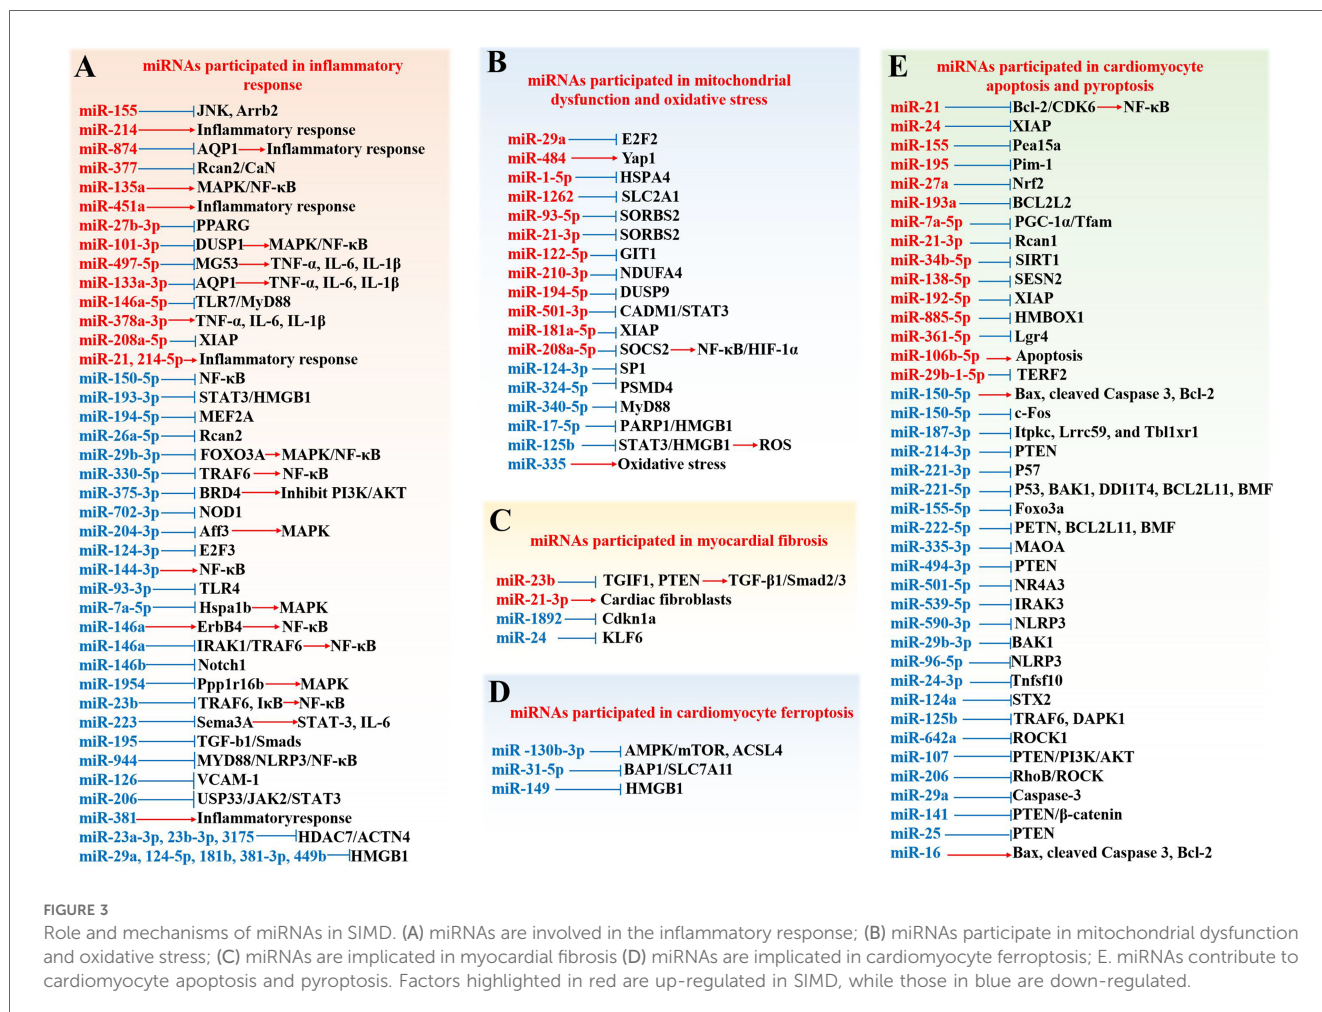 A
miRNAs participated in inflammatory
response
miR-155 JNK, Arrb2
miR-214 Inflammatory response
miR-874 AQP1 Inflammatory response
miR-377 Rcan2/CaN
miR-135a MAPK/NF-κB
miR-451a Inflammatory response
miR-27b-3p PPARG
miR-101-3p DUSP1 MAPK/NF-κB
miR-497-5p MG53 TNF-α, IL-6, IL-1β
miR-133a-3p AQP1 TNF-α, IL-6, IL-1β
miR-146a-5p TLR7/MyD88
miR-378a-3p TNF-α, IL-6, IL-1β
miR-208a-5p XIAP
miR-21, 214-5p Inflammatory response
miR-150-5p NF-κB
miR-193-3p STAT3/HMGB1
miR-194-5p MEF2A
miR-26a-5p Rcan2
miR-29b-3p FOXO3A MAPK/NF-κB
miR-330-5p TRAF6 NF-κB
miR-375-3p BRD4 Inhibit PI3K/AKT
miR-702-3p NOD1
miR-204-3p Aff3 MAPK
miR-124-3p E2F3
miR-144-3p NF-κB
miR-93-3p TLR4
miR-7a-5p Hspa1b MAPK
miR-146a ErbB4 NF-κB
miR-146a IRAK1/TRAF6 NF-κB
miR-146b Notch1
miR-1954 Ppp1r16b MAPK
miR-23b TRAF6, IκB NF-κB
miR-223 Sema3A STAT-3, IL-6
miR-195 TGF-b1/Smads
miR-944 MYD88/NLRP3/NF-κB
miR-126 VCAM-1
miR-206 USP33/JAK2/STAT3
miR-381 Inflammatoryresponse
miR-23a-3p, 23b-3p, 3175 HDAC7/ACTN4
miR-29a, 124-5p, 181b, 381-3p, 449b HMGB1
B
miRNAs participated in mitochondrial
dysfunction and oxidative stress
miR-29a E2F2
miR-484 Yap1
miR-1-5p HSPA4
miR-1262 SLC2A1
miR-93-5p SORBS2
miR-21-3p SORBS2
miR-122-5p GIT1
miR-210-3p NDUFA4
miR-194-5p DUSP9
miR-501-3p CADM1/STAT3
miR-181a-5p XIAP
miR-208a-5p SOCS2 NF-κB/HIF-1α
miR-124-3p SP1
miR-324-5p PSMD4
miR-340-5p MyD88
miR-17-5p PARP1/HMGB1
miR-125b STAT3/HMGB1 ROS
miR-335 Oxidative stress
C
miRNAs participated in myocardial fibrosis
miR-23b TGIF1, PTEN TGF-β1/Smad2/3
miR-21-3p Cardiac fibroblasts
miR-1892 Cdkn1a
miR-24 KLF6
D
miRNAs participated in cardiomyocyte ferroptosis
miR -130b-3p AMPK/mTOR, ACSL4
miR-31-5p BAP1/SLC7A11
miR-149 HMGB1
E
miRNAs participated in cardiomyocyte
apoptosis and pyroptosis
miR-21 Bcl-2/CDK6 NF-κB
miR-24 XIAP
miR-155 Pea15a
miR-195 Pim-1
miR-27a Nrf2
miR-193a BCL2L2
miR-7a-5p PGC-1α/Tfam
miR-21-3p Rcan1
miR-34b-5p SIRT1
miR-138-5p SESN2
miR-192-5p XIAP
miR-885-5p HMBOX1
miR-361-5p Lgr4
miR-106b-5p Apoptosis
miR-29b-1-5p TERF2
miR-150-5p Bax, cleaved Caspase 3, Bcl-2
miR-150-5p c-Fos
miR-187-3p Itpkc, Lrrc59, and Tbl1xr1
miR-214-3p PTEN
miR-221-3p P57
miR-221-5p P53, BAK1, DDI1T4, BCL2L11, BMF
miR-155-5p Foxo3a
miR-222-5p PETN, BCL2L11, BMF
miR-335-3p MAOA
miR-494-3p PTEN
miR-501-5p NR4A3
miR-539-5p IRAK3
miR-590-3p NLRP3
miR-29b-3p BAK1
miR-96-5p NLRP3
miR-24-3p Tnfsf10
miR-124a STX2
miR-125b TRAF6, DAPK1
miR-642a ROCK1
miR-107 PTEN/PI3K/AKT
miR-206 RhoB/ROCK
miR-29a Caspase-3
miR-141 PTEN/β-catenin
miR-25 PTEN
miR-16 Bax, cleaved Caspase 3, Bcl-2
FIGURE 3
Role and mechanisms of miRNAs in SIMD. (A) miRNAs are involved in the inflammatory response; (B) miRNAs participate in mitochondrial dysfunction
and oxidative stress; (C) miRNAs are implicated in myocardial fibrosis (D) miRNAs are implicated in cardiomyocyte ferroptosis; E. miRNAs contribute to
cardiomyocyte apoptosis and pyroptosis. Factors highlighted in red are up-regulated in SIMD, while those in blue are down-regulated.